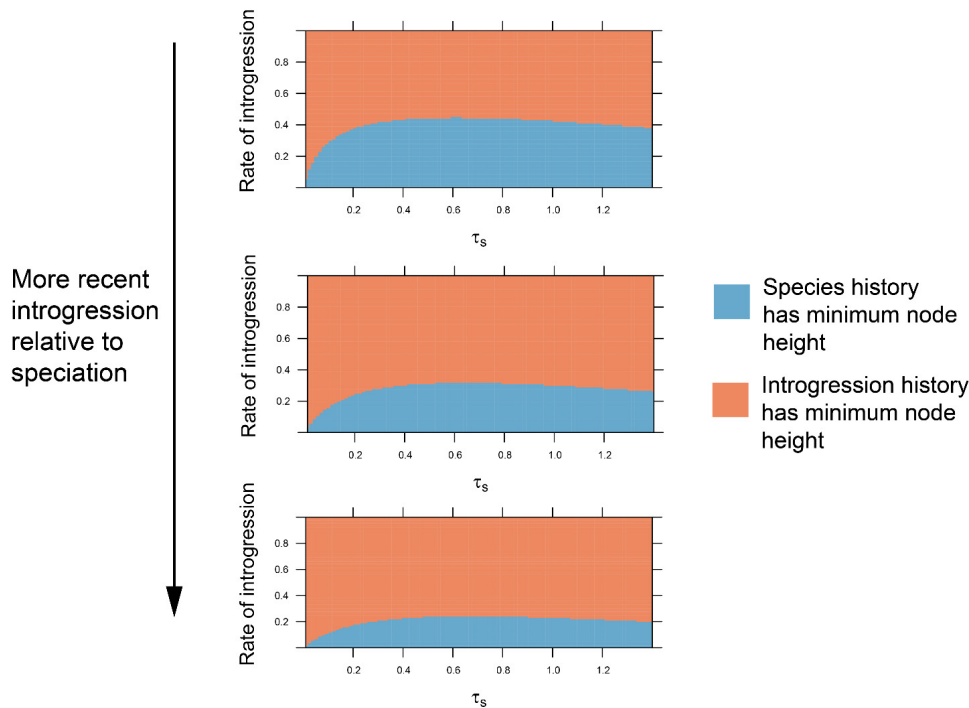 More recent
introgression
relative to
speciation
Rate of introgression
0.8
0.6
0.4
0.2
0.2 0.4 0.6 0.8 1.0 1.2
τs
Rate of introgression
0.8
0.6
0.4
0.2
0.2 0.4 0.6 0.8 1.0 1.2
τs
Rate of introgression
0.8
0.6
0.4
0.2
0.2 0.4 0.6 0.8 1.0 1.2
τs
Species history
has minimum node
height
Introgression history
has minimum node
height